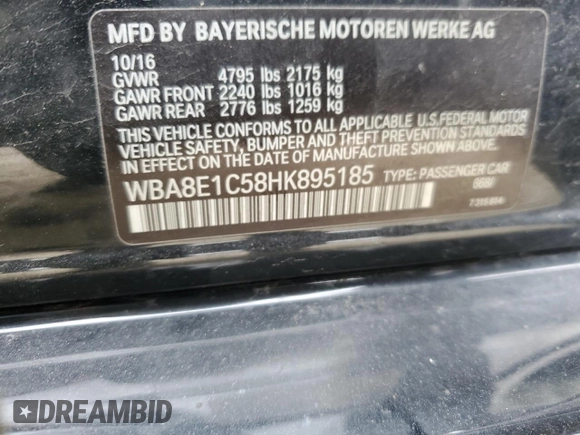 MFD BY BAYERISCHE MOTOREN WERKE AG
10/16
GVWR 4795 lbs 2175 kg
GAWR FRONT 2240 lbs 1016 kg
GAWR REAR 2776 lbs 1259 kg
THIS VEHICLE CONFORMS TO ALL APPLICABLE U.S.FEDERAL MOTOR
VEHICLE SAFETY, BUMPER AND THEFT PREVENTION STANDARDS
IN EFFECT ON THE DATE OF MANUFACTURE SHOWN ABOVE.
WBA8E1C58HK895185 TYPE: PASSENGER CAR
DREAMBID